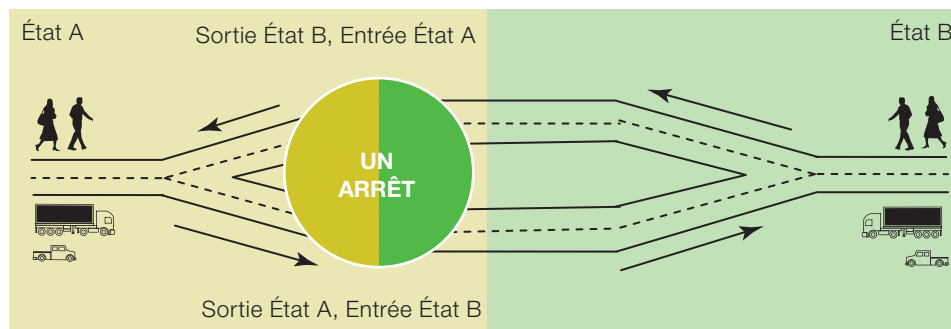 État A
Sortie État B, Entrée État A
État B
UN
ARRÊT
Sortie État A, Entrée État B